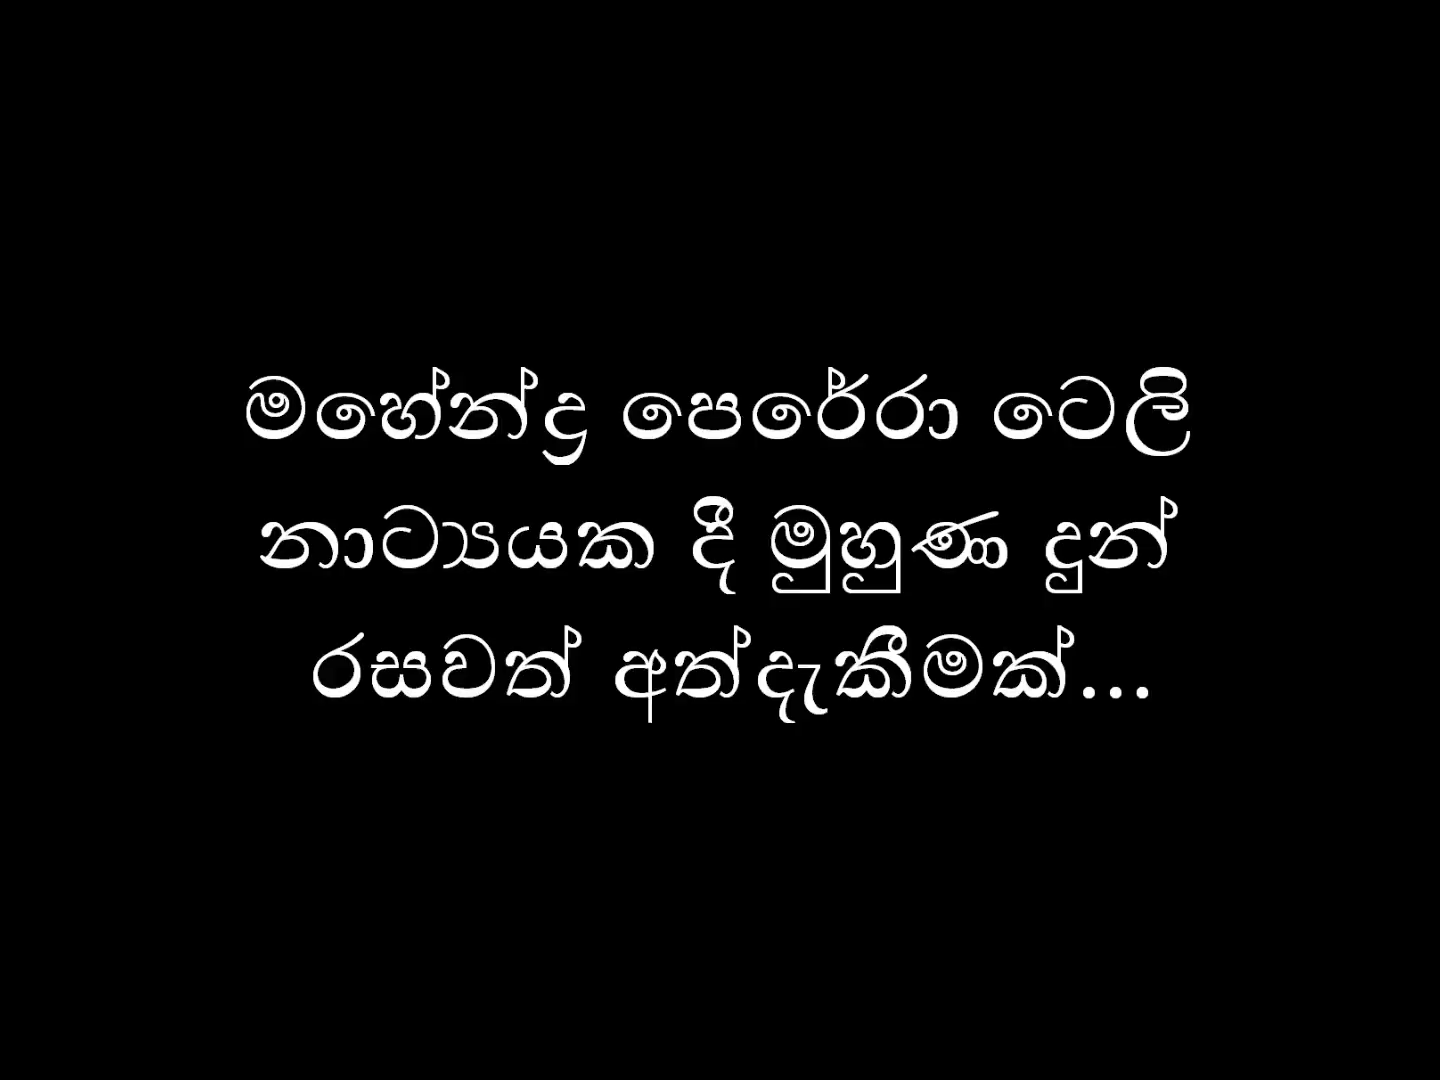 මහේන්ද්‍ර පෙරේරා ටෙලි
නාට්‍යයක දී මුහුණ දුන්
රසවත් අත්දැකීමක්...